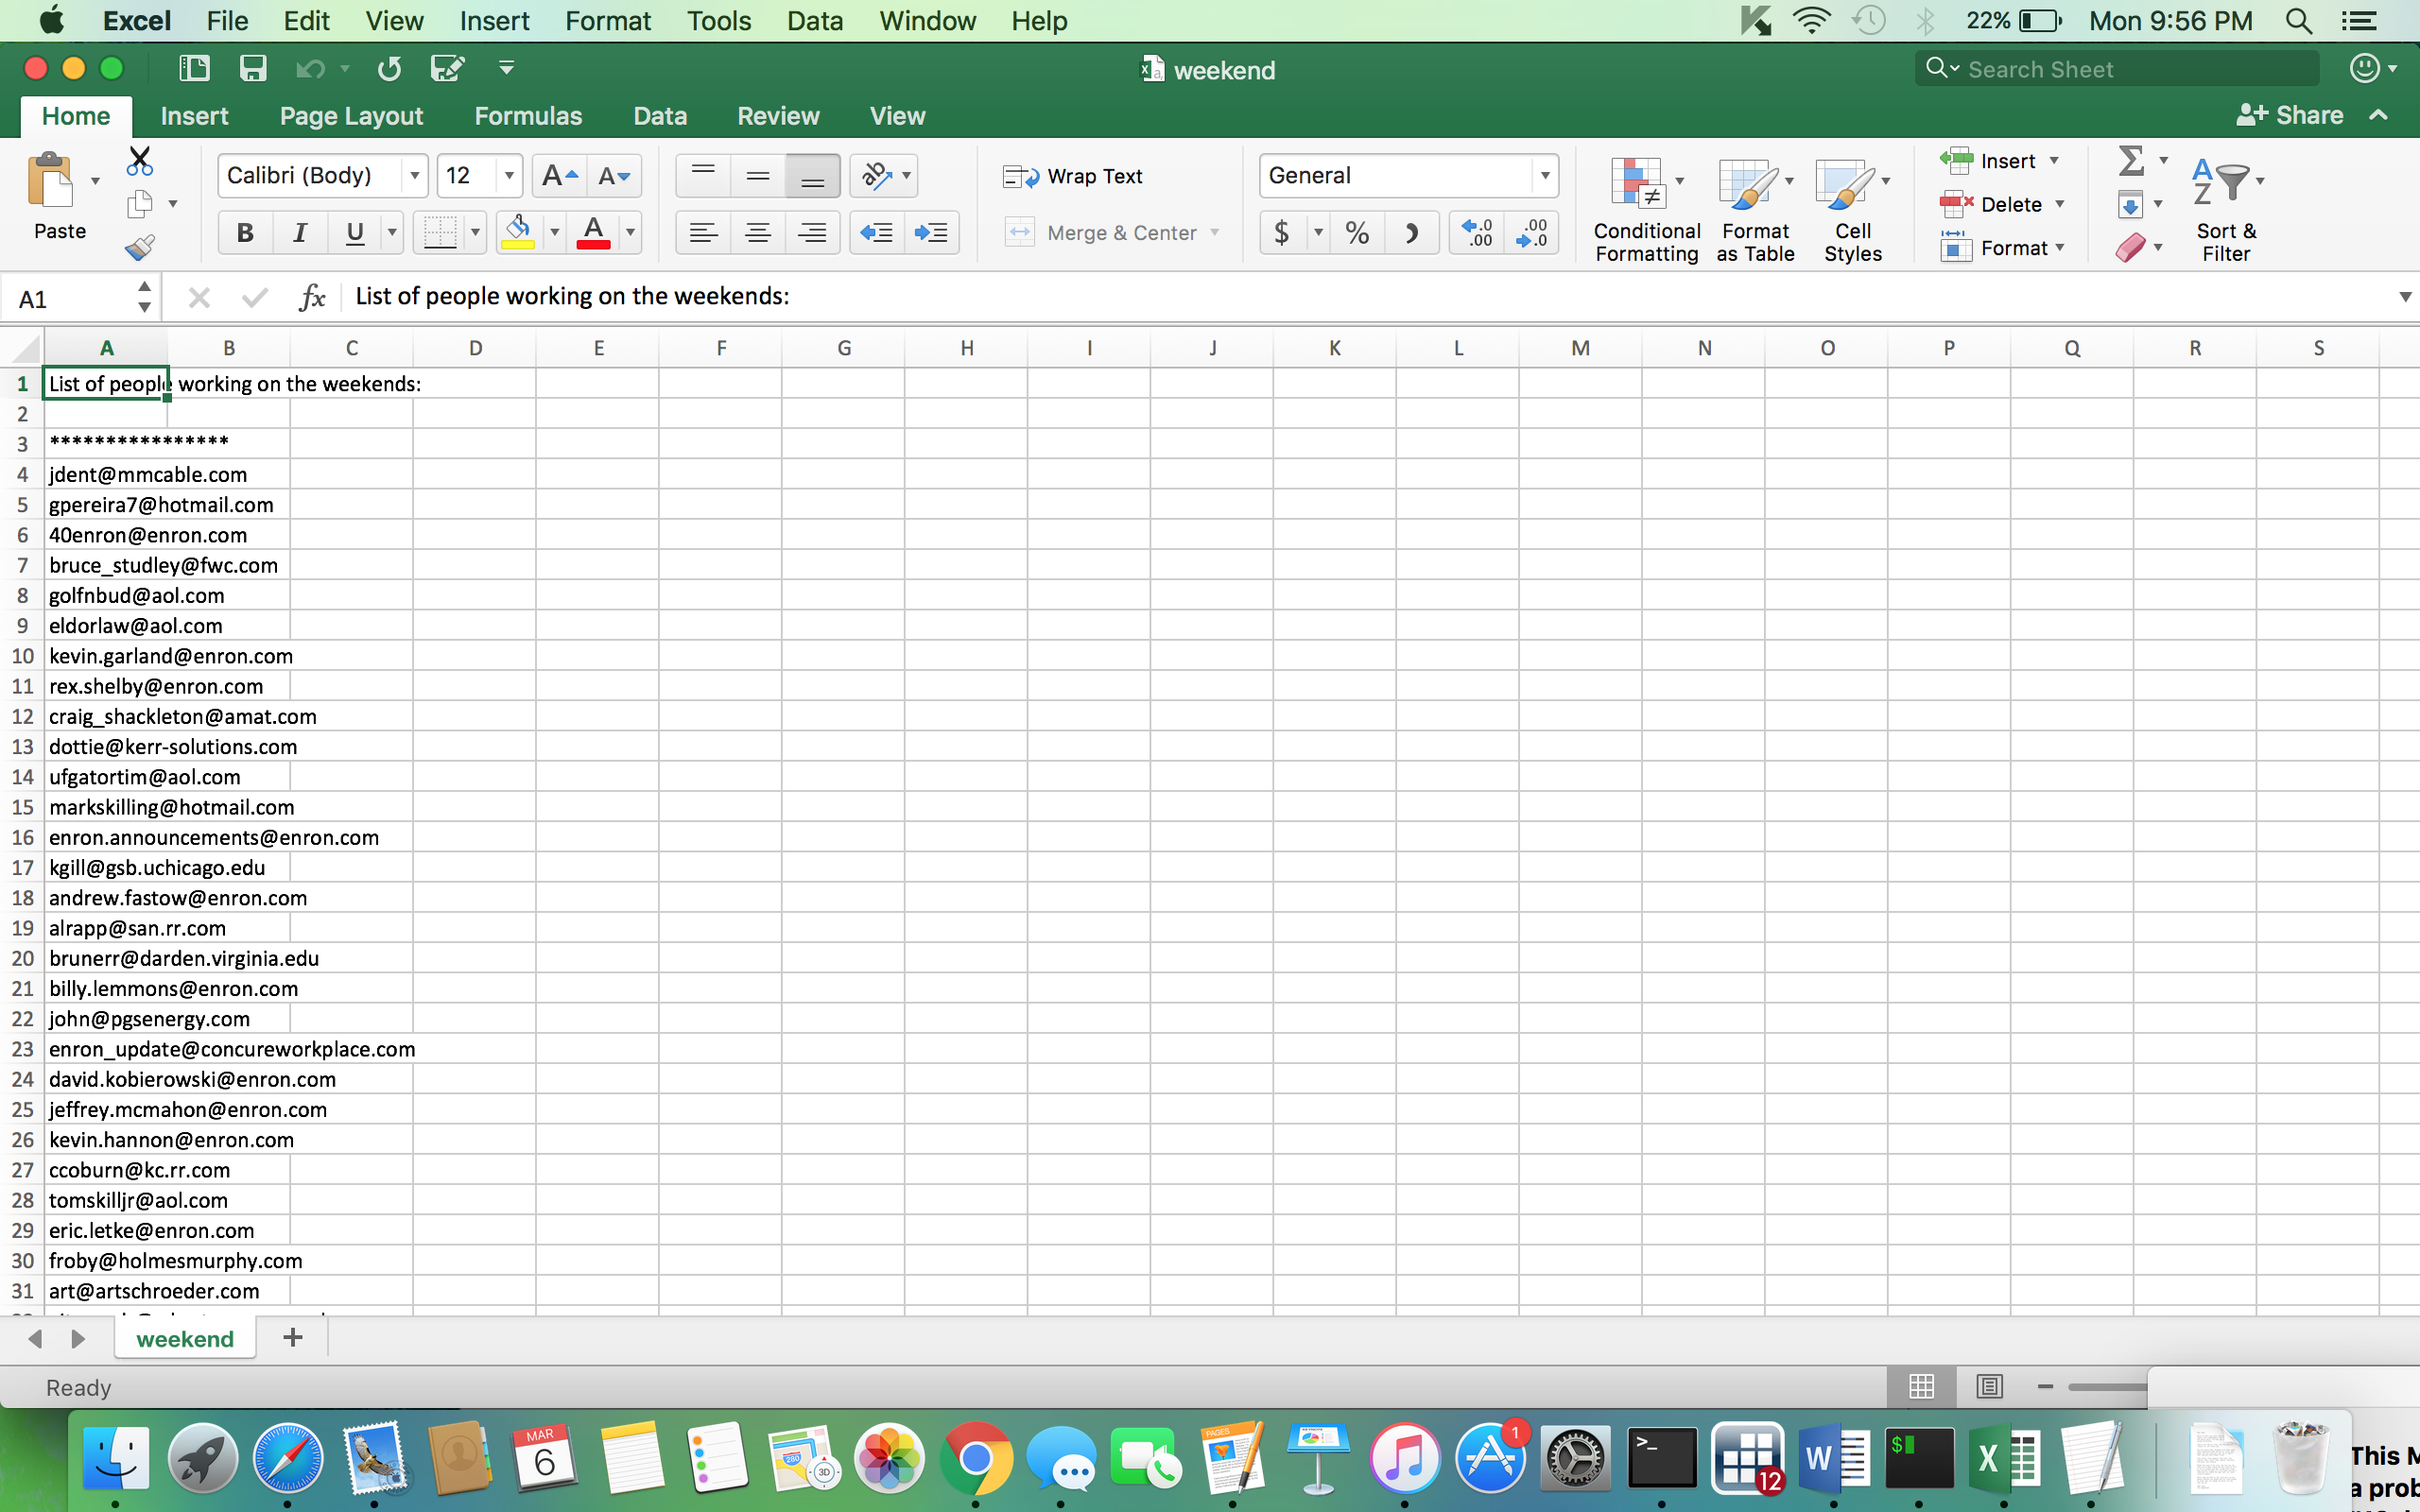 Excel File Edit View Insert Format Tools Data Window Help 22% Mon 9:56 PM
weekend
Search Sheet
Home Insert Page Layout Formulas Data Review View Share
Paste
Calibri (Body) 12 A A
B I U A
ab
Wrap Text
Merge & Center
General
$ % .0 .00 .00 .0
Conditional Formatting
Format as Table
Cell Styles
Insert
Delete
Format
Σ
A Z
Sort & Filter
A1 fx List of people working on the weekends:
A B C D E F G H I J K L M N O P Q R S
1 List of people working on the weekends:
2
3 ****************
4 jdent@mmcable.com
5 gpereira7@hotmail.com
6 40enron@enron.com
7 bruce_studley@fwc.com
8 golfnbud@aol.com
9 eldorlaw@aol.com
10 kevin.garland@enron.com
11 rex.shelby@enron.com
12 craig_shackleton@amat.com
13 dottie@kerr-solutions.com
14 ufgatortim@aol.com
15 markskilling@hotmail.com
16 enron.announcements@enron.com
17 kgill@gsb.uchicago.edu
18 andrew.fastow@enron.com
19 alrapp@san.rr.com
20 brunerr@darden.virginia.edu
21 billy.lemmons@enron.com
22 john@pgsenergy.com
23 enron_update@concureworkplace.com
24 david.kobierowski@enron.com
25 jeffrey.mcmahon@enron.com
26 kevin.hannon@enron.com
27 ccoburn@kc.rr.com
28 tomskilljr@aol.com
29 eric.letke@enron.com
30 froby@holmesmurphy.com
31 art@artschroeder.com
weekend +
Ready
MAR
6
280
3D
PAGES
1
>_
12
W
$
X
This M
a prob